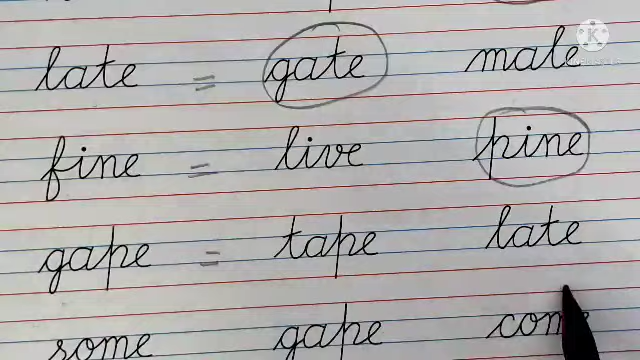 late = gate male
fine = live pine
gape = tape late
some gape come